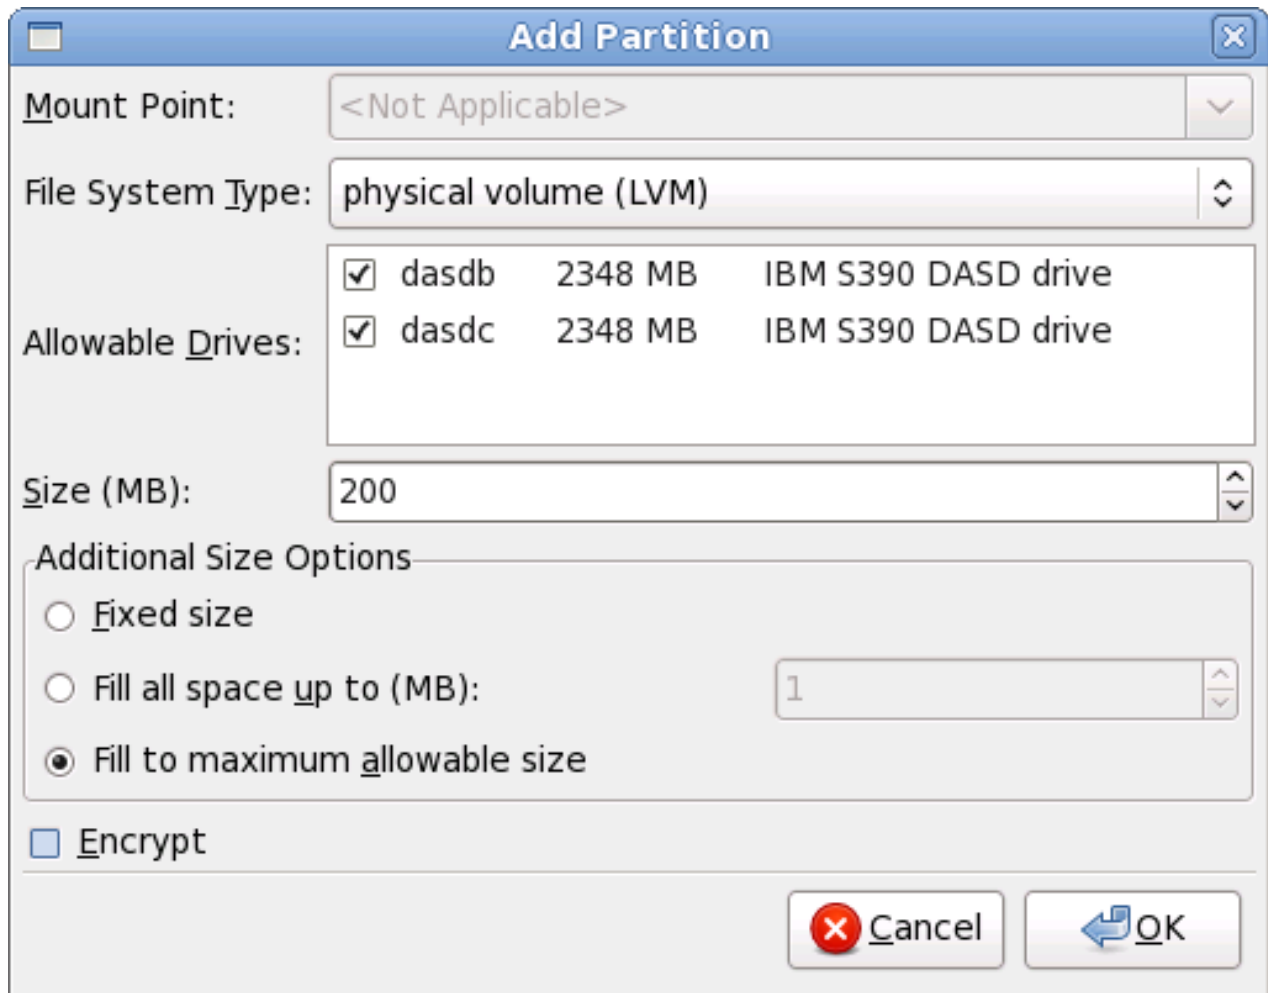 Add Partition
Mount Point: <Not Applicable>
File System Type: physical volume (LVM)
dasdb 2348 MB IBM S390 DASD drive
dasdc 2348 MB IBM S390 DASD drive
Allowable Drives:
Size (MB): 200
Additional Size Options
Fixed size
Fill all space up to (MB): 1
Fill to maximum allowable size
Encrypt
Cancel OK